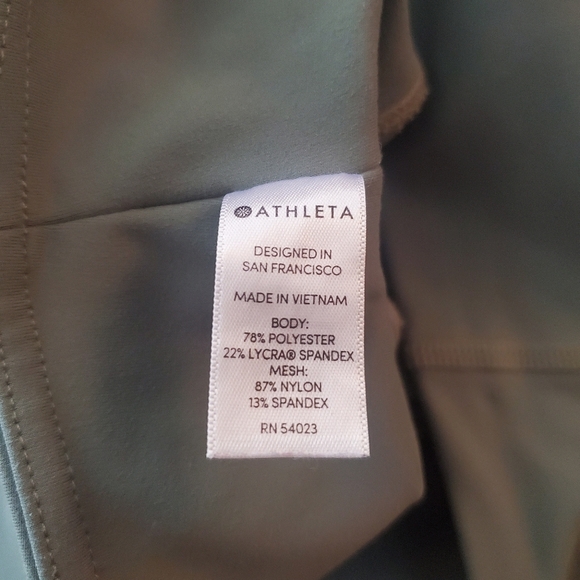 ATHLETA
DESIGNED IN
SAN FRANCISCO
MADE IN VIETNAM
BODY:
78% POLYESTER
22% LYCRA® SPANDEX
MESH:
87% NYLON
13% SPANDEX
RN 54023